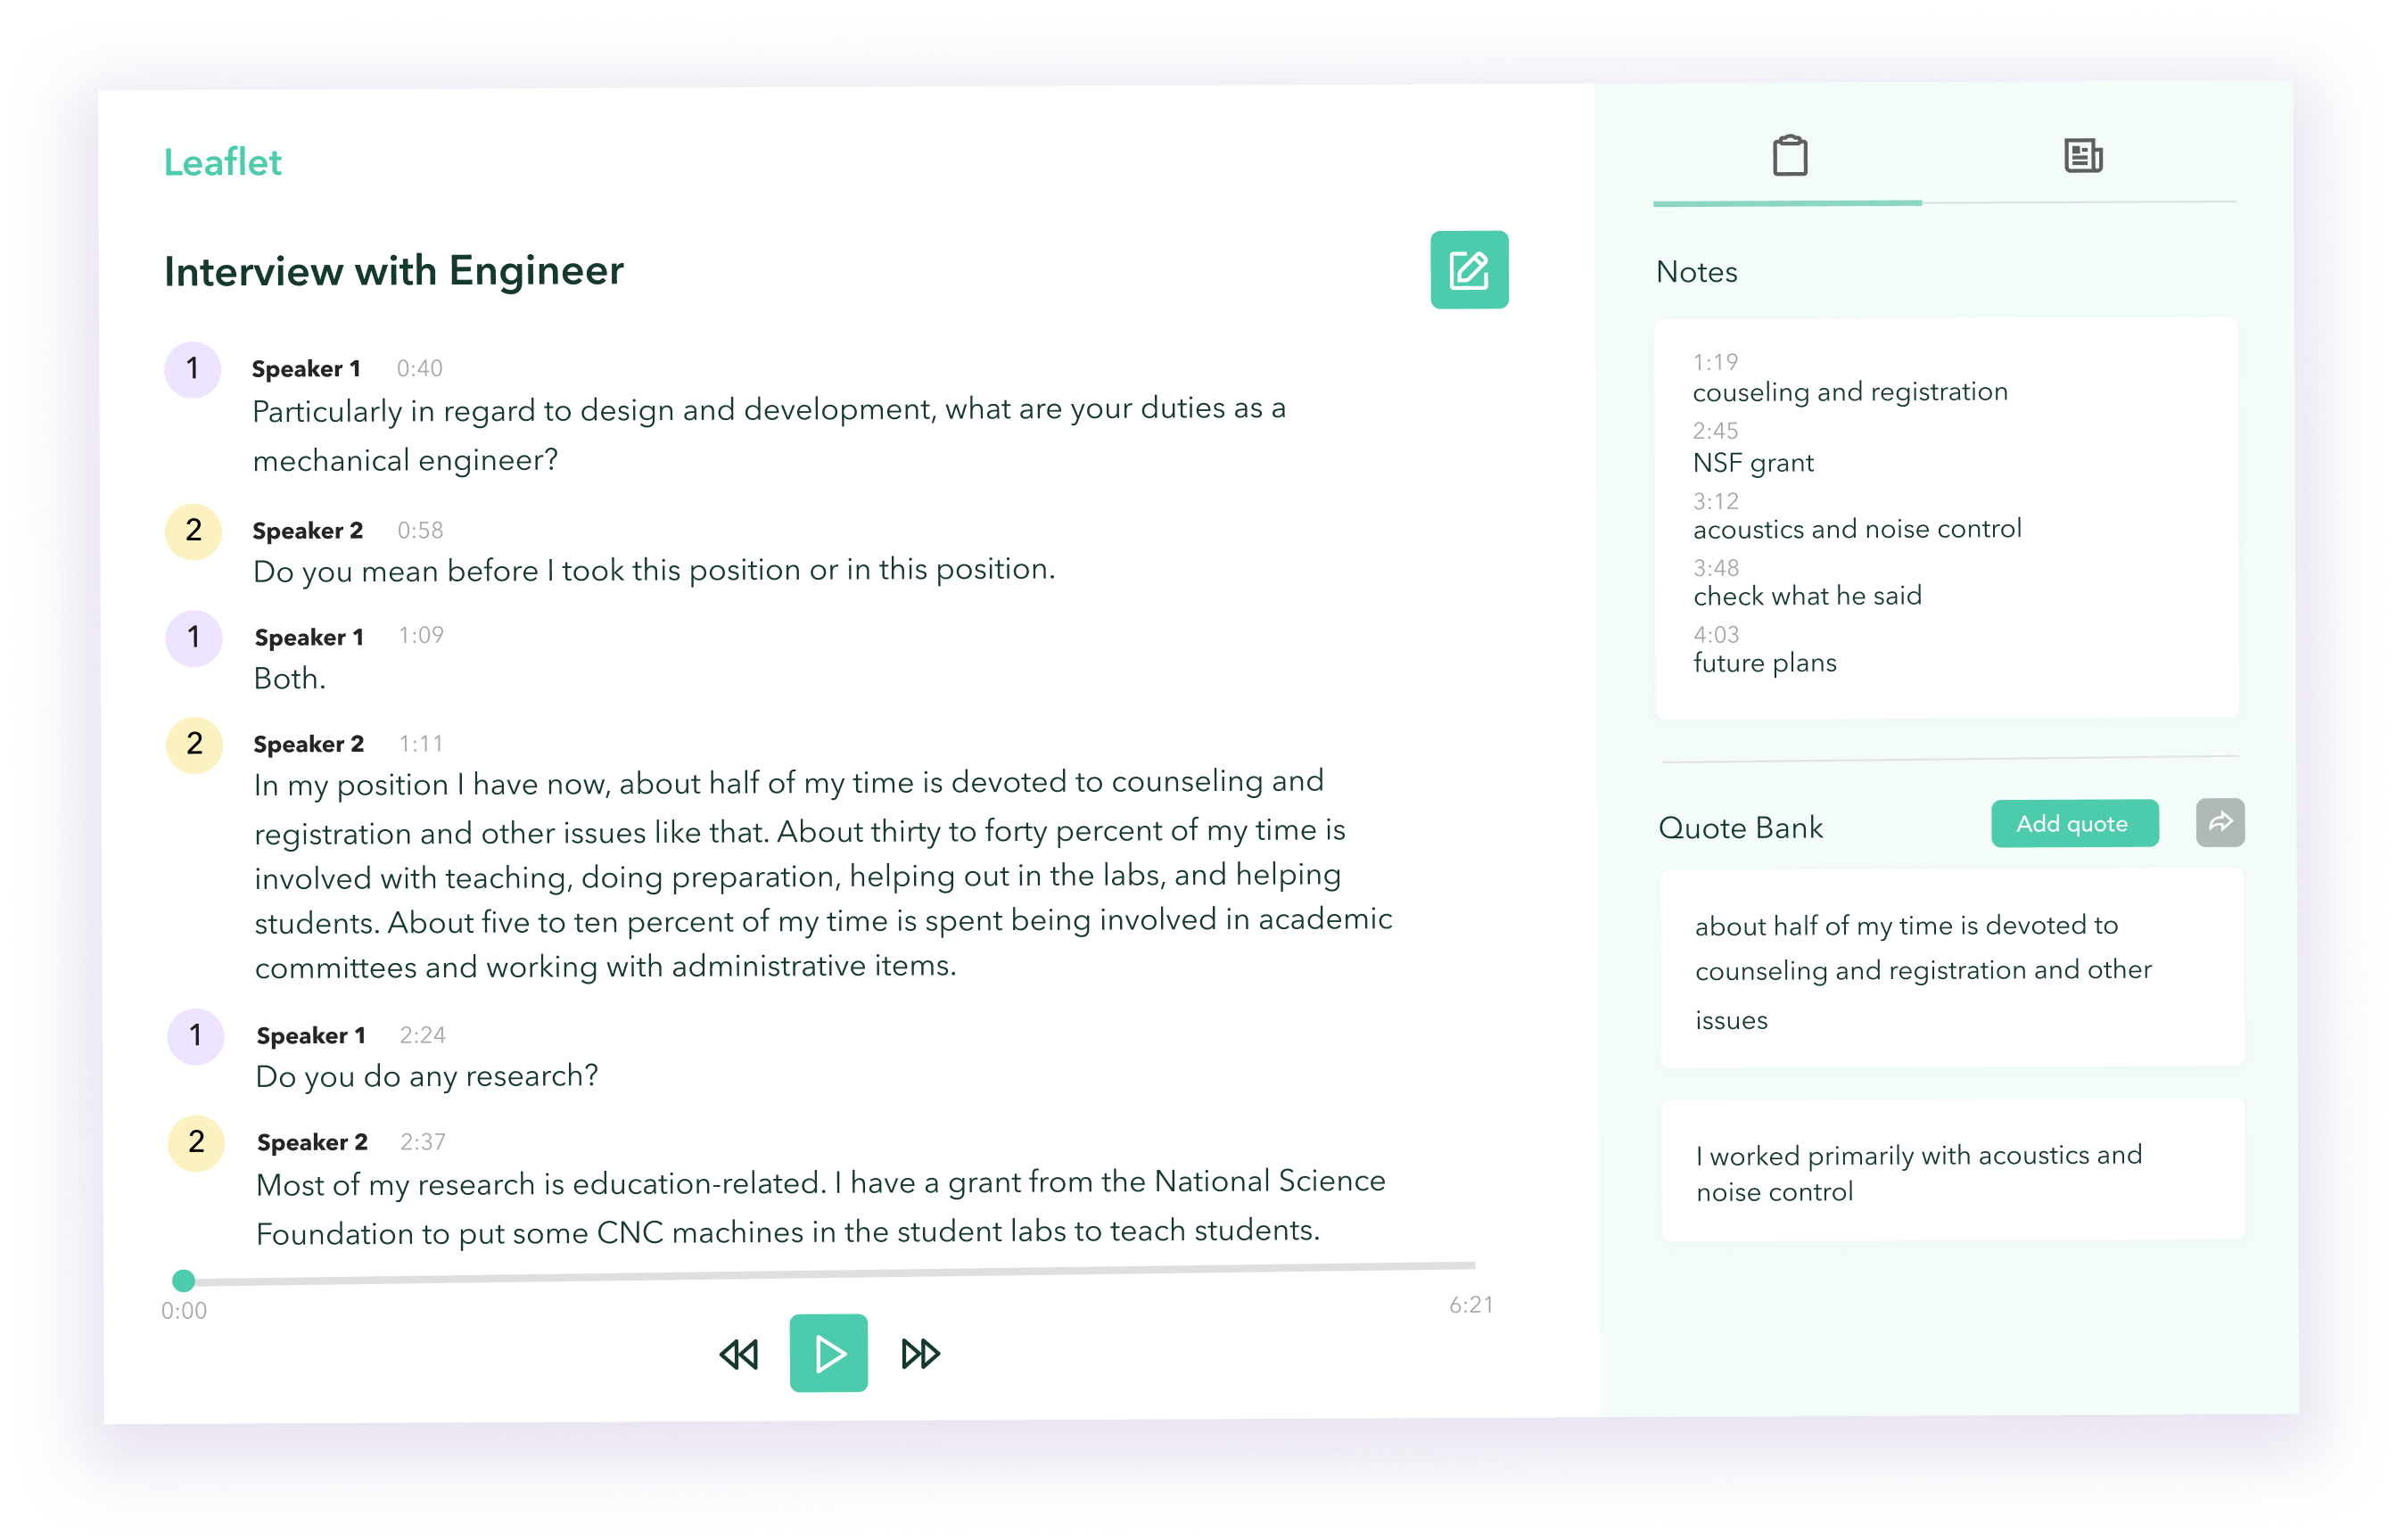 Leaflet
Interview with Engineer
1
Speaker 1 0:40
Particularly in regard to design and development, what are your duties as a
mechanical engineer?
2
Speaker 2 0:58
Do you mean before I took this position or in this position.
1
Speaker 1 1:09
Both.
2
Speaker 2 1:11
In my position I have now, about half of my time is devoted to counseling and
registration and other issues like that. About thirty to forty percent of my time is
involved with teaching, doing preparation, helping out in the labs, and helping
students. About five to ten percent of my time is spent being involved in academic
committees and working with administrative items.
1
Speaker 1 2:24
Do you do any research?
2
Speaker 2 2:37
Most of my research is education-related. I have a grant from the National Science
Foundation to put some CNC machines in the student labs to teach students.
0:00 6:21
Notes
1:19
couseling and registration
2:45
NSF grant
3:12
acoustics and noise control
3:48
check what he said
4:03
future plans
Quote Bank Add quote
about half of my time is devoted to
counseling and registration and other
issues
I worked primarily with acoustics and
noise control